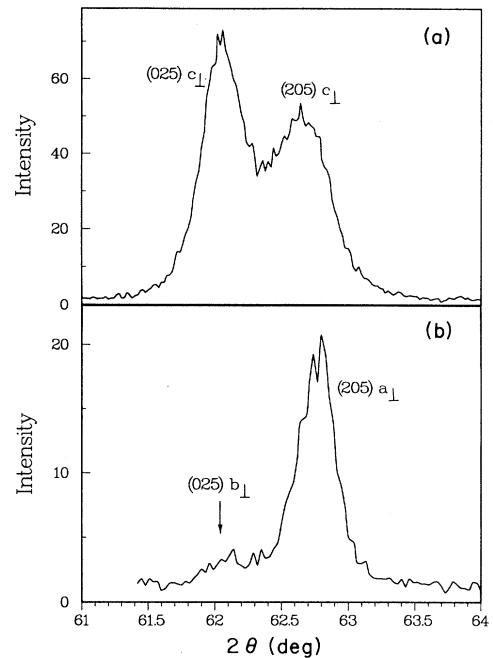 (a)
(025) c⊥
(205) c⊥
60
40
20
0
Intensity
(b)
(205) a⊥
(025) b⊥
20
10
0
Intensity
61 61.5 62 62.5 63 63.5 64
2θ (deg)